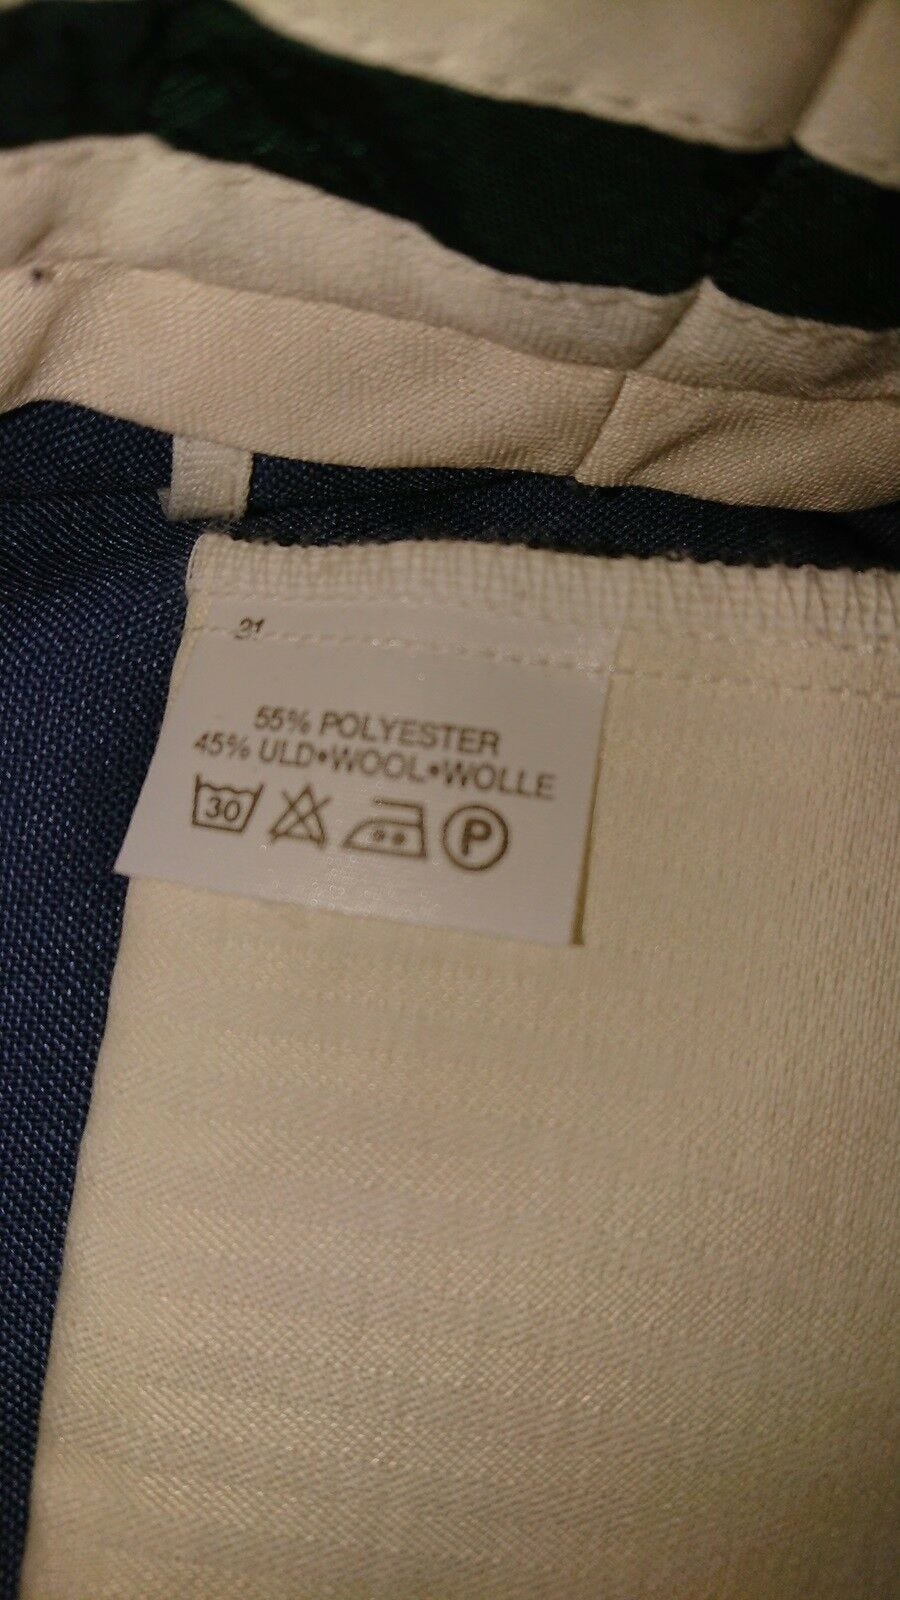 21
55% POLYESTER
45% ULD•WOOL•WOLLE
30 P